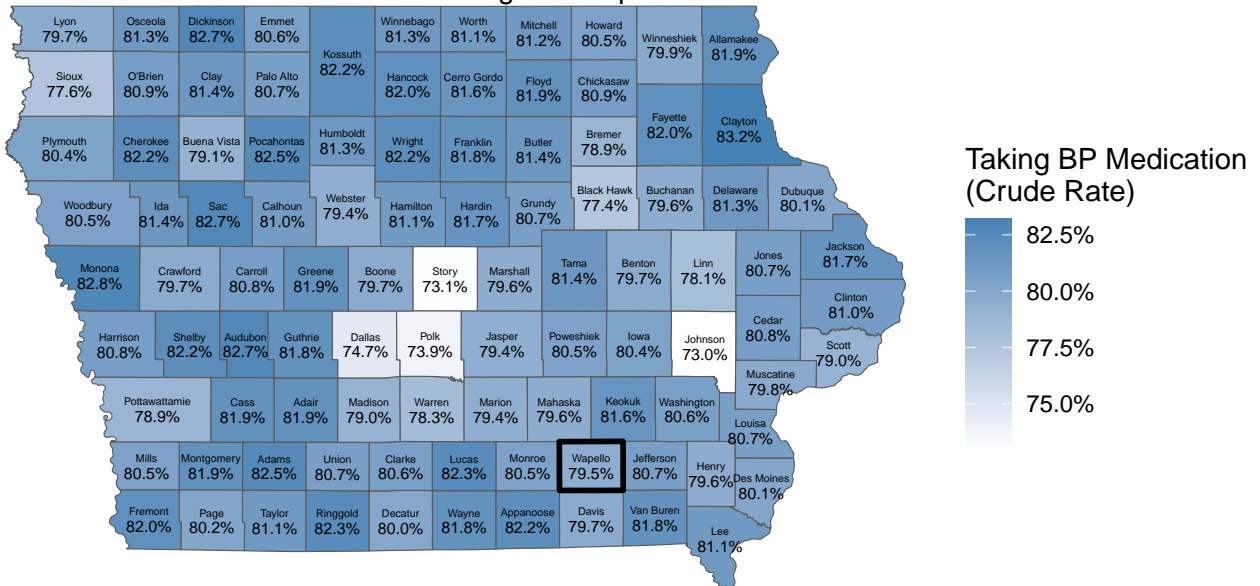 Lyon
79.7%
Osceola
81.3%
Dickinson
82.7%
Emmet
80.6%
Kossuth
82.2%
Winnebago
81.3%
Worth
81.1%
Mitchell
81.2%
Howard
80.5%
Winneshiek
79.9%
Allamakee
81.9%
Sioux
77.6%
O'Brien
80.9%
Clay
81.4%
Palo Alto
80.7%
Hancock
82.0%
Cerro Gordo
81.6%
Floyd
81.9%
Chickasaw
80.9%
Fayette
82.0%
Clayton
83.2%
Plymouth
80.4%
Cherokee
82.2%
Buena Vista
79.1%
Pocahontas
82.5%
Humboldt
81.3%
Wright
82.2%
Franklin
81.8%
Butler
81.4%
Bremer
78.9%
Woodbury
80.5%
Ida
81.4%
Sac
82.7%
Calhoun
81.0%
Webster
79.4%
Hamilton
81.1%
Hardin
81.7%
Grundy
80.7%
Black Hawk
77.4%
Buchanan
79.6%
Delaware
81.3%
Dubuque
80.1%
Monona
82.8%
Crawford
79.7%
Carroll
80.8%
Greene
81.9%
Boone
79.7%
Story
73.1%
Marshall
79.6%
Tama
81.4%
Benton
79.7%
Linn
78.1%
Jones
80.7%
Jackson
81.7%
Clinton
81.0%
Harrison
80.8%
Shelby
82.2%
Audubon
82.7%
Guthrie
81.8%
Dallas
74.7%
Polk
73.9%
Jasper
79.4%
Poweshiek
80.5%
Iowa
80.4%
Johnson
73.0%
Cedar
80.8%
Scott
79.0%
Muscatine
79.8%
Pottawattamie
78.9%
Cass
81.9%
Adair
81.9%
Madison
79.0%
Warren
78.3%
Marion
79.4%
Mahaska
79.6%
Keokuk
81.6%
Washington
80.6%
Louisa
80.7%
Mills
80.5%
Montgomery
81.9%
Adams
82.5%
Union
80.7%
Clarke
80.6%
Lucas
82.3%
Monroe
80.5%
Wapello
79.5%
Jefferson
80.7%
Henry
79.6%
Des Moines
80.1%
Fremont
82.0%
Page
80.2%
Taylor
81.1%
Ringgold
82.3%
Decatur
80.0%
Wayne
81.8%
Appanoose
82.2%
Davis
79.7%
Van Buren
81.8%
Lee
81.1%
Taking BP Medication
(Crude Rate)
82.5%
80.0%
77.5%
75.0%